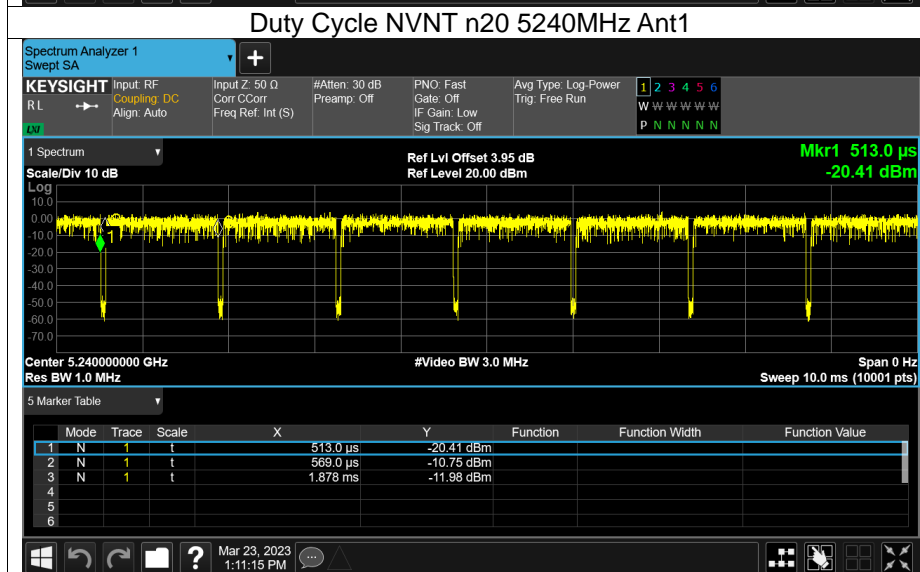 Duty Cycle NVNT n20 5240MHz Ant1
Spectrum Analyzer 1
Swept SA
+
KEYSIGHT Input: RF Input Z: 50 Ω #Atten: 30 dB PNO: Fast Avg Type: Log-Power 1 2 3 4 5 6
R L Coupling: DC Corr CCorr Preamp: Off Gate: Off Trig: Free Run W W W W W W
Align: Auto Freq Ref: Int (S) IF Gain: Low
LXI Sig Track: Off P N N N N N
1 Spectrum Ref Lvl Offset 3.95 dB Mkr1 513.0 µs
Scale/Div 10 dB Ref Level 20.00 dBm -20.41 dBm
Log
10.0
0.00
-10.0
1
-20.0
-30.0
-40.0
-50.0
-60.0
-70.0
Center 5.240000000 GHz #Video BW 3.0 MHz Span 0 Hz
Res BW 1.0 MHz Sweep 10.0 ms (10001 pts)
5 Marker Table
Mode Trace Scale X Y Function Function Width Function Value
1 N 1 t 513.0 µs -20.41 dBm
2 N 1 t 569.0 µs -10.75 dBm
3 N 1 t 1.878 ms -11.98 dBm
4
5
6
? Mar 23, 2023
1:11:15 PM